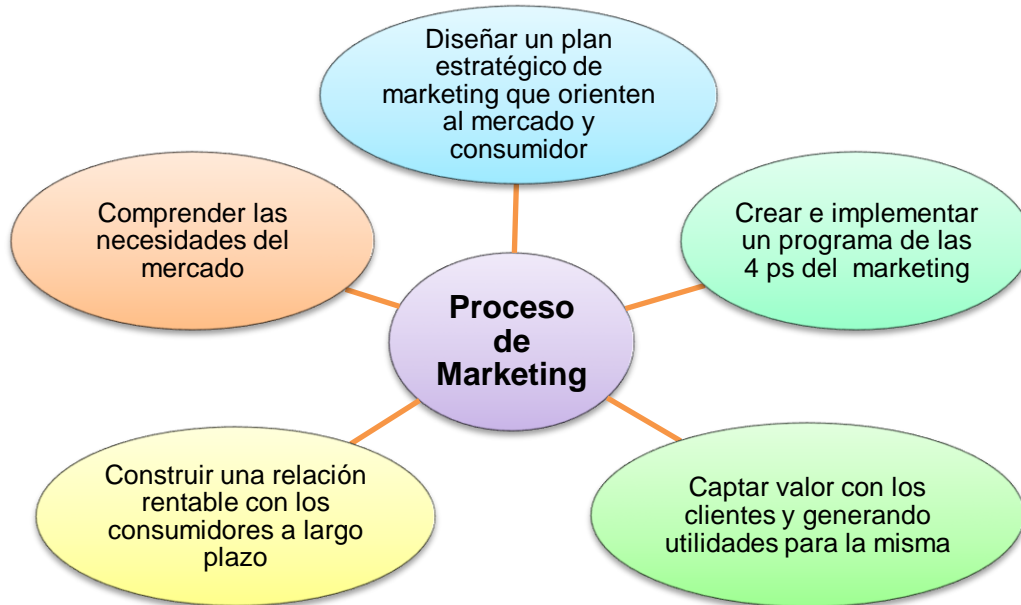 Diseñar un plan
estratégico de
marketing que orienten
al mercado y
consumidor
Comprender las
necesidades del
mercado
Crear e implementar
un programa de las
4 ps del  marketing
Proceso
de
Marketing
Construir una relación
rentable con los
consumidores a largo
plazo
Captar valor con los
clientes y generando
utilidades para la misma